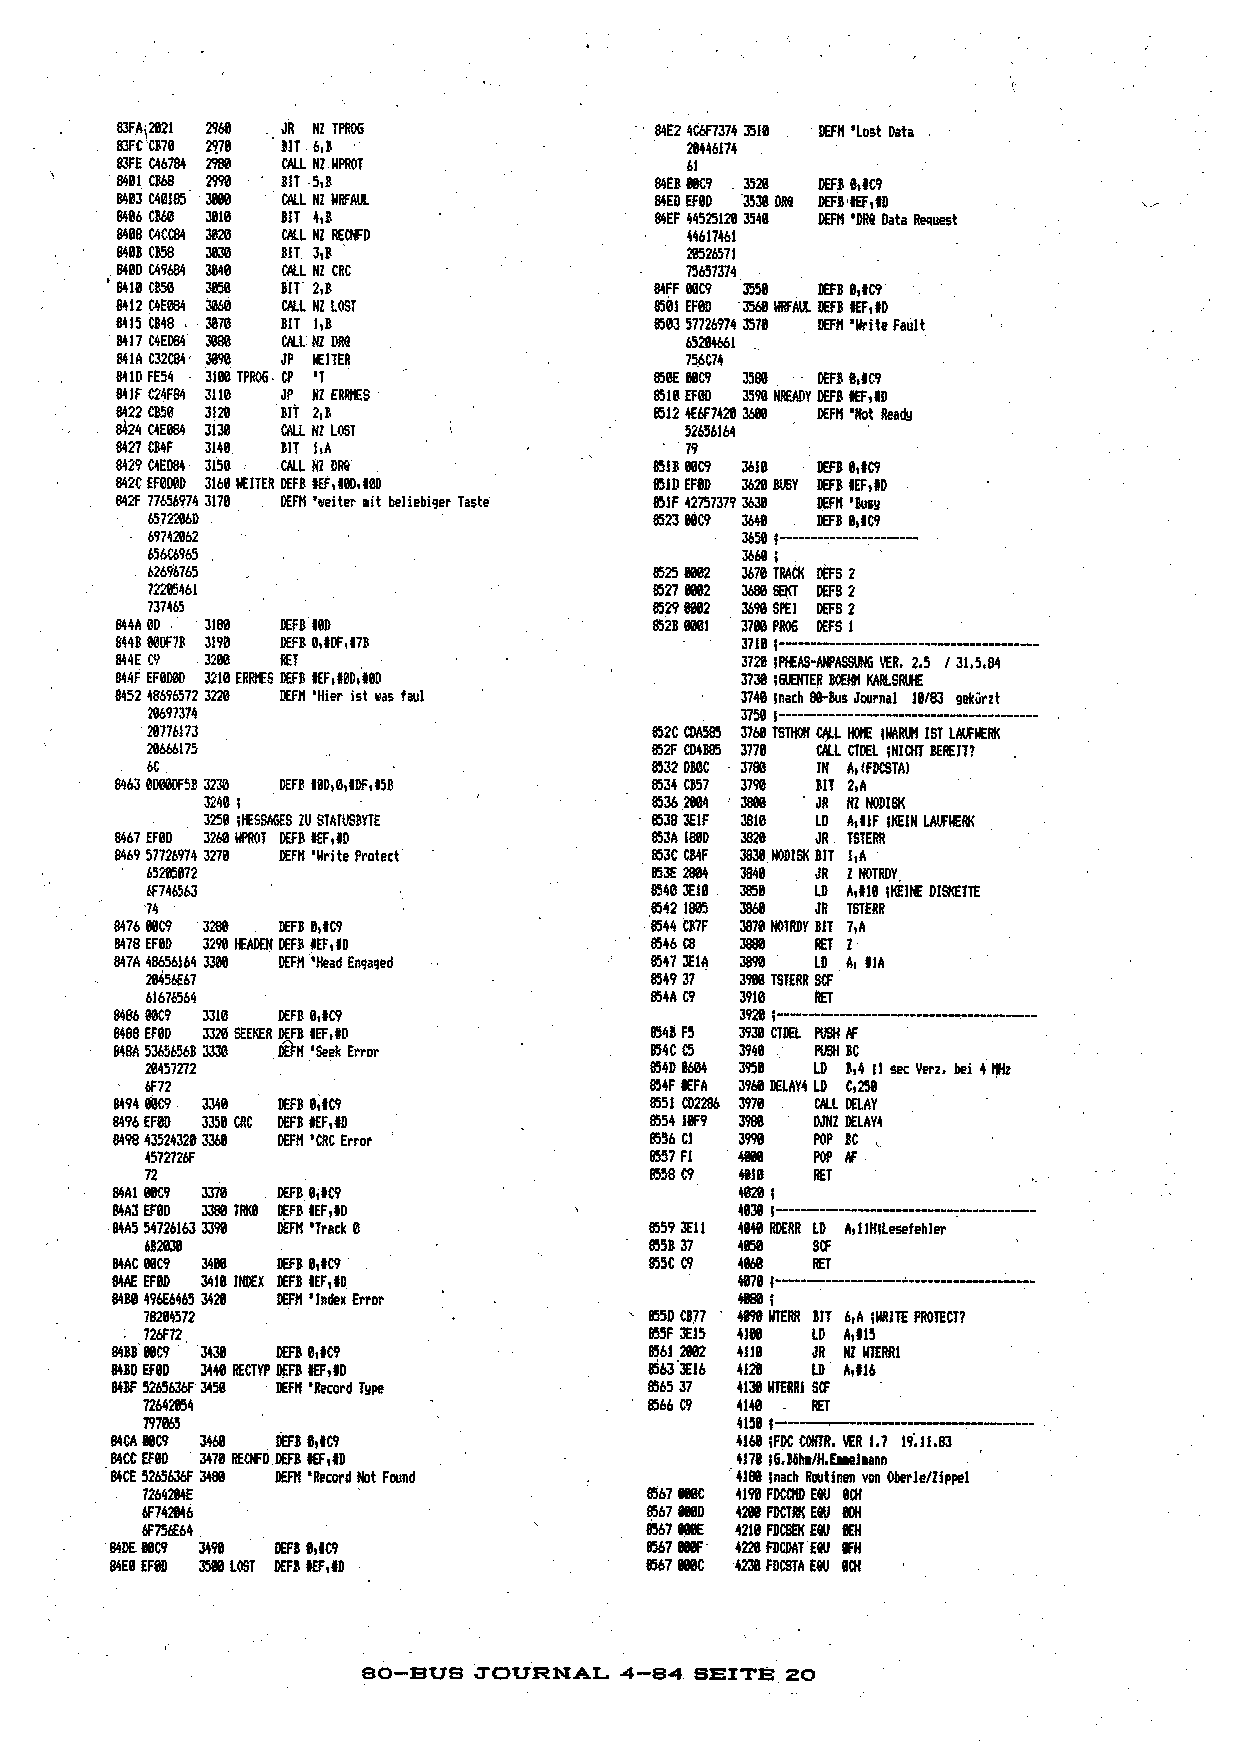 83FA 2021 2960 JR NZ TPROG
83FC CB70 2970 BIT 6,B
83FE C46784 2980 CALL NZ WPROT
8401 CB68 2990 BIT 5,B
8403 C40185 3000 CALL NZ WRFAUL
8406 CB60 3010 BIT 4,B
8408 C4CC84 3020 CALL NZ RECNFD
840B CB58 3030 BIT 3,B
840D C49684 3040 CALL NZ CRC
8410 CB50 3050 BIT 2,B
8412 C4E084 3060 CALL NZ LOST
8415 CB48 3070 BIT 1,B
8417 C4ED84 3080 CALL NZ DRQ
841A C32C84 3090 JP WEITER
841D FE54 3100 TPROG CP "T
841F C24F84 3110 JP NZ ERRMES
8422 CB50 3120 BIT 2,B
8424 C4E084 3130 CALL NZ LOST
8427 CB4F 3140 BIT 1,A
8429 C4ED84 3150 CALL NZ DRQ
842C EF0D0D 3160 WEITER DEFB #EF,#0D,#0D
842F 77656974 3170 DEFM "weiter mit beliebiger Taste
6572206D
69742062
656C6965
62696765
72205461
737465
844A 0D 3180 DEFB #0D
844B 00DF7B 3190 DEFB 0,#DF,#7B
844E C9 3200 RET
844F EF0D0D 3210 ERRMES DEFB #EF,#0D,#0D
8452 48696572 3220 DEFM "Hier ist was faul
20697374
20776173
20666175
6C
8463 0D00DF5B 3230 DEFB #0D,0,#DF,#5B
3240 ;
3250 ;MESSAGES ZU STATUSBYTE
8467 EF0D 3260 WPROT DEFB #EF,#D
8469 57726974 3270 DEFM "Write Protect
65205072
6F746563
74
8476 00C9 3280 DEFB 0,#C9
8478 EF0D 3290 HEADEN DEFB #EF,#D
847A 48656164 3300 DEFM "Head Engaged
20456E67
61676564
8486 00C9 3310 DEFB 0,#C9
8488 EF0D 3320 SEEKER DEFB #EF,#D
848A 5365656B 3330 DEFM "Seek Error
20457272
6F72
8494 00C9 3340 DEFB 0,#C9
8496 EF0D 3350 CRC DEFB #EF,#D
8498 43524320 3360 DEFM "CRC Error
4572726F
72
84A1 00C9 3370 DEFB 0,#C9
84A3 EF0D 3380 TRK0 DEFB #EF,#D
84A5 54726163 3390 DEFM "Track 0
6B2030
84AC 00C9 3400 DEFB 0,#C9
84AE EF0D 3410 INDEX DEFB #EF,#D
84B0 496E6465 3420 DEFM "Index Error
78204572
726F72
84BB 00C9 3430 DEFB 0,#C9
84BD EF0D 3440 RECTYP DEFB #EF,#D
84BF 5265636F 3450 DEFM "Record Type
72642054
797065
84CA 00C9 3460 DEFB 0,#C9
84CC EF0D 3470 RECNFD DEFB #EF,#D
84CE 5265636F 3480 DEFM "Record Not Found
7264204E
6F742046
6F756E64
84DE 00C9 3490 DEFB 0,#C9
84E0 EF0D 3500 LOST DEFB #EF,#D
84E2 4C6F7374 3510 DEFM "Lost Data
20446174
61
84EB 00C9 3520 DEFB 0,#C9
84ED EF0D 3530 DRQ DEFB #EF,#D
84EF 44525120 3540 DEFM "DRQ Data Request
44617461
20526571
75657374
84FF 00C9 3550 DEFB 0,#C9
8501 EF0D 3560 WRFAUL DEFB #EF,#D
8503 57726974 3570 DEFM "Write Fault
65204661
756C74
850E 00C9 3580 DEFB 0,#C9
8510 EF0D 3590 NREADY DEFB #EF,#D
8512 4E6F7420 3600 DEFM "Not Ready
52656164
79
851B 00C9 3610 DEFB 0,#C9
851D EF0D 3620 BUSY DEFB #EF,#D
851F 42757379 3630 DEFM "Busy
8523 00C9 3640 DEFB 0,#C9
3650 ;----------------------
3660 ;
8525 0002 3670 TRACK DEFS 2
8527 0002 3680 SEKT DEFS 2
8529 0002 3690 SPEI DEFS 2
852B 0001 3700 PROG DEFS 1
3710 ;-----------------------------------------
3720 ;PHEAS-ANPASSUNG VER. 2.5 / 31.5.84
3730 ;GUENTER BOEHM KARLSRUHE
3740 ;nach 80-Bus Journal 10/83 gekürzt
3750 ;-----------------------------------------
852C CDA585 3760 TSTHOM CALL HOME ;WARUM IST LAUFWERK
852F CD4B85 3770 CALL CTDEL ;NICHT BEREIT?
8532 DB0C 3780 IN A,(FDCSTA)
8534 CB57 3790 BIT 2,A
8536 2004 3800 JR NZ NODISK
8538 3E1F 3810 LD A,#1F ;KEIN LAUFWERK
853A 180D 3820 JR TSTERR
853C CB4F 3830 NODISK BIT 1,A
853E 2804 3840 JR Z NOTRDY
8540 3E10 3850 LD A,#10 ;KEINE DISKETTE
8542 1805 3860 JR TSTERR
8544 CB7F 3870 NOTRDY BIT 7,A
8546 C8 3880 RET Z
8547 3E1A 3890 LD A, #1A
8549 37 3900 TSTERR SCF
854A C9 3910 RET
3920 ;-----------------------------------------
854B F5 3930 CTDEL PUSH AF
854C C5 3940 PUSH BC
854D 0604 3950 LD B,4 ;1 sec Verz. bei 4 MHz
854F 0EFA 3960 DELAY4 LD C,250
8551 CD2286 3970 CALL DELAY
8554 10F9 3980 DJNZ DELAY4
8556 C1 3990 POP BC
8557 F1 4000 POP AF
8558 C9 4010 RET
4020 ;
4030 ;-----------------------------------------
8559 3E11 4040 RDERR LD A,11H;Lesefehler
855B 37 4050 SCF
855C C9 4060 RET
4070 ;-----------------------------------------
4080 ;
855D CB77 4090 WTERR BIT 6,A ;WRITE PROTECT?
855F 3E15 4100 LD A,#15
8561 2002 4110 JR NZ WTERR1
8563 3E16 4120 LD A,#16
8565 37 4130 WTERR1 SCF
8566 C9 4140 RET
4150 ;-----------------------------------------
4160 ;FDC CONTR. VER 1.7 19.11.83
4170 ;G.Böhm/H.Emmelmann
4180 ;nach Routinen von Oberle/Zippel
8567 000C 4190 FDCCMD EQU 0CH
8567 000D 4200 FDCTRK EQU 0DH
8567 000E 4210 FDCSEK EQU 0EH
8567 000F 4220 FDCDAT EQU 0FH
8567 000C 4230 FDCSTA EQU 0CH
80-BUS JOURNAL 4-84 SEITE 20